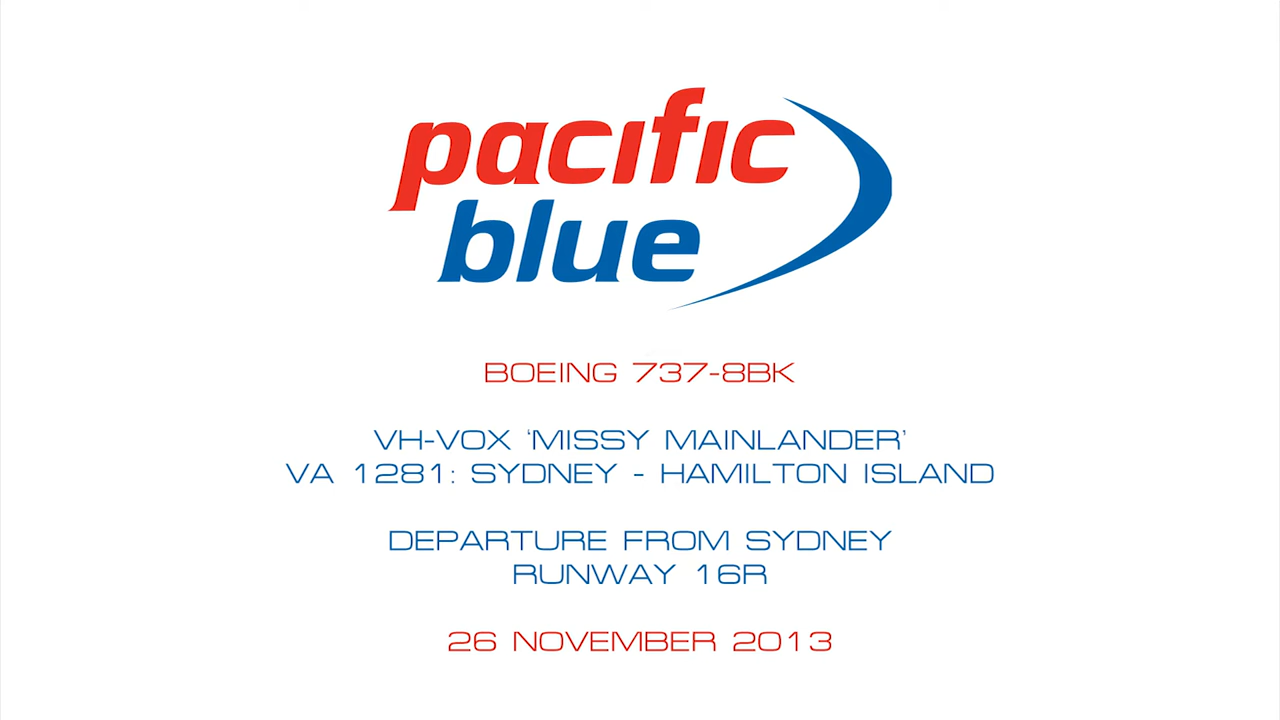 pacific
blue
BOEING 737-8BK
VH-VOX ‘MISSY MAINLANDER’
VA 1281: SYDNEY - HAMILTON ISLAND
DEPARTURE FROM SYDNEY
RUNWAY 16R
26 NOVEMBER 2013